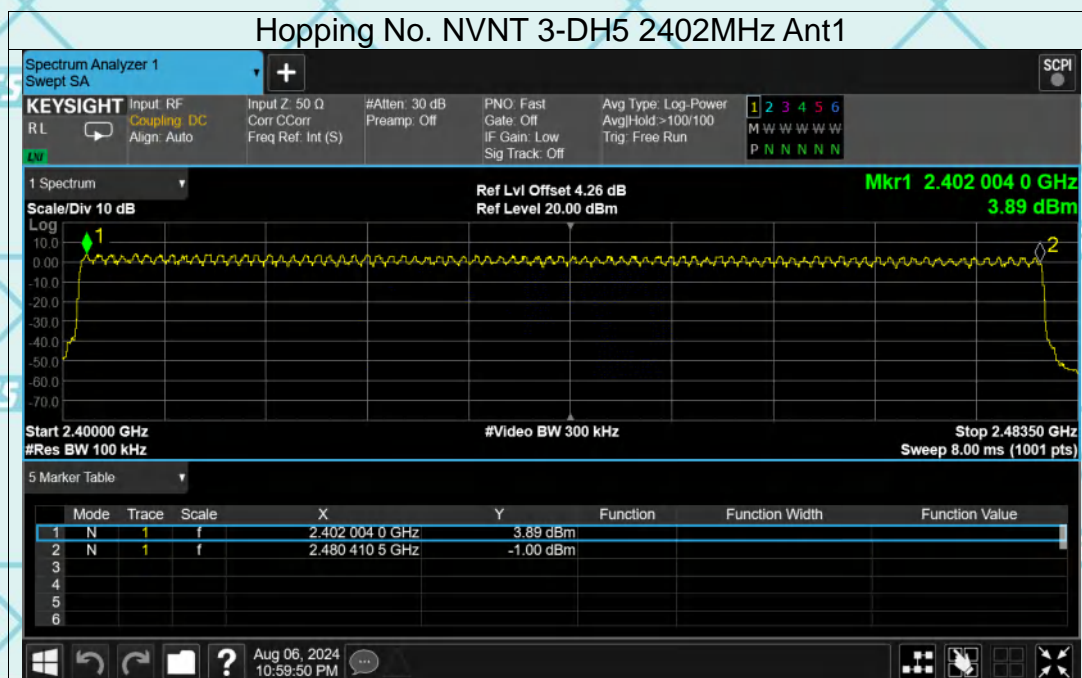 Hopping No. NVNT 3-DH5 2402MHz Ant1
Spectrum Analyzer 1
Swept SA
+
SCPI
KEYSIGHT
RL
LXI
Input: RF
Coupling: DC
Align: Auto
Input Z: 50 Ω
Corr CCorr
Freq Ref: Int (S)
#Atten: 30 dB
Preamp: Off
PNO: Fast
Gate: Off
IF Gain: Low
Sig Track: Off
Avg Type: Log-Power
Avg|Hold:>100/100
Trig: Free Run
1 2 3 4 5 6
M W W W W W
P N N N N N
1 Spectrum
Scale/Div 10 dB
Ref Lvl Offset 4.26 dB
Ref Level 20.00 dBm
Mkr1 2.402 004 0 GHz
3.89 dBm
Log
10.0
0.00
-10.0
-20.0
-30.0
-40.0
-50.0
-60.0
-70.0
1
2
Start 2.40000 GHz
#Res BW 100 kHz
#Video BW 300 kHz
Stop 2.48350 GHz
Sweep 8.00 ms (1001 pts)
5 Marker Table
Mode Trace Scale X Y Function Function Width Function Value
1 N 1 f 2.402 004 0 GHz 3.89 dBm
2 N 1 f 2.480 410 5 GHz -1.00 dBm
3
4
5
6
?
Aug 06, 2024
10:59:50 PM